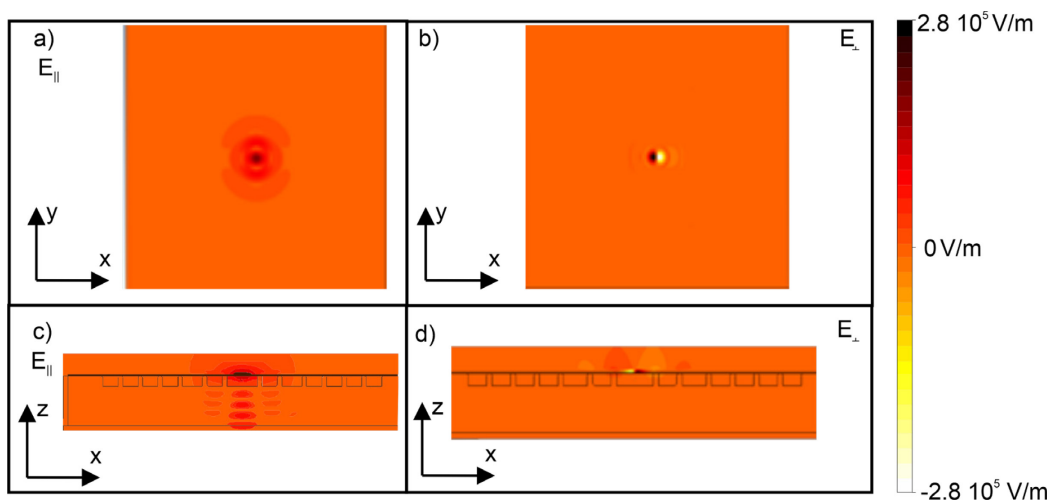 a)
E||
y
x
b)
E⊥
y
x
c)
E||
z
x
d)
E⊥
z
x
2.8 10⁵ V/m
0 V/m
-2.8 10⁵ V/m